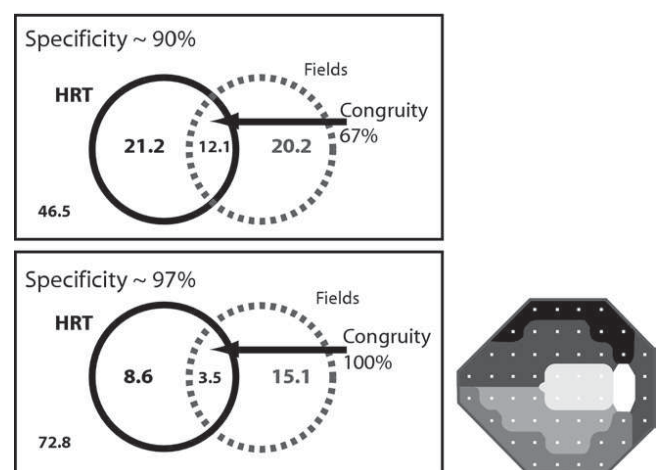 Specificity ~ 90%
Fields
HRT
Congruity
67%
21.2
12.1
20.2
46.5
Specificity ~ 97%
Fields
HRT
Congruity
100%
8.6
3.5
15.1
72.8